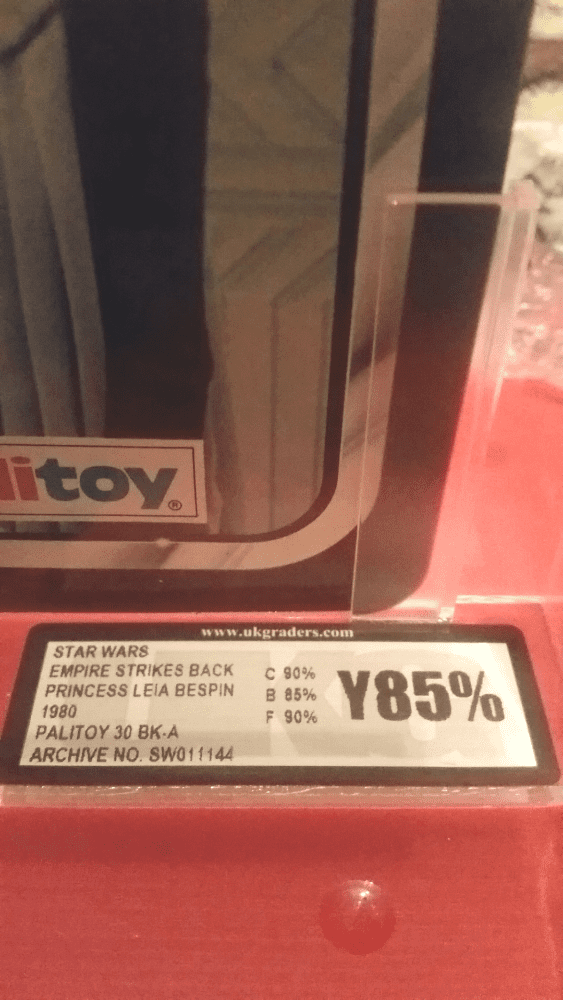 litoy®
www.ukgraders.com
STAR WARS
EMPIRE STRIKES BACK
PRINCESS LEIA BESPIN
1980
PALITOY 30 BK-A
ARCHIVE NO. SW011144
C 90%
B 85%
F 90%
Y85%